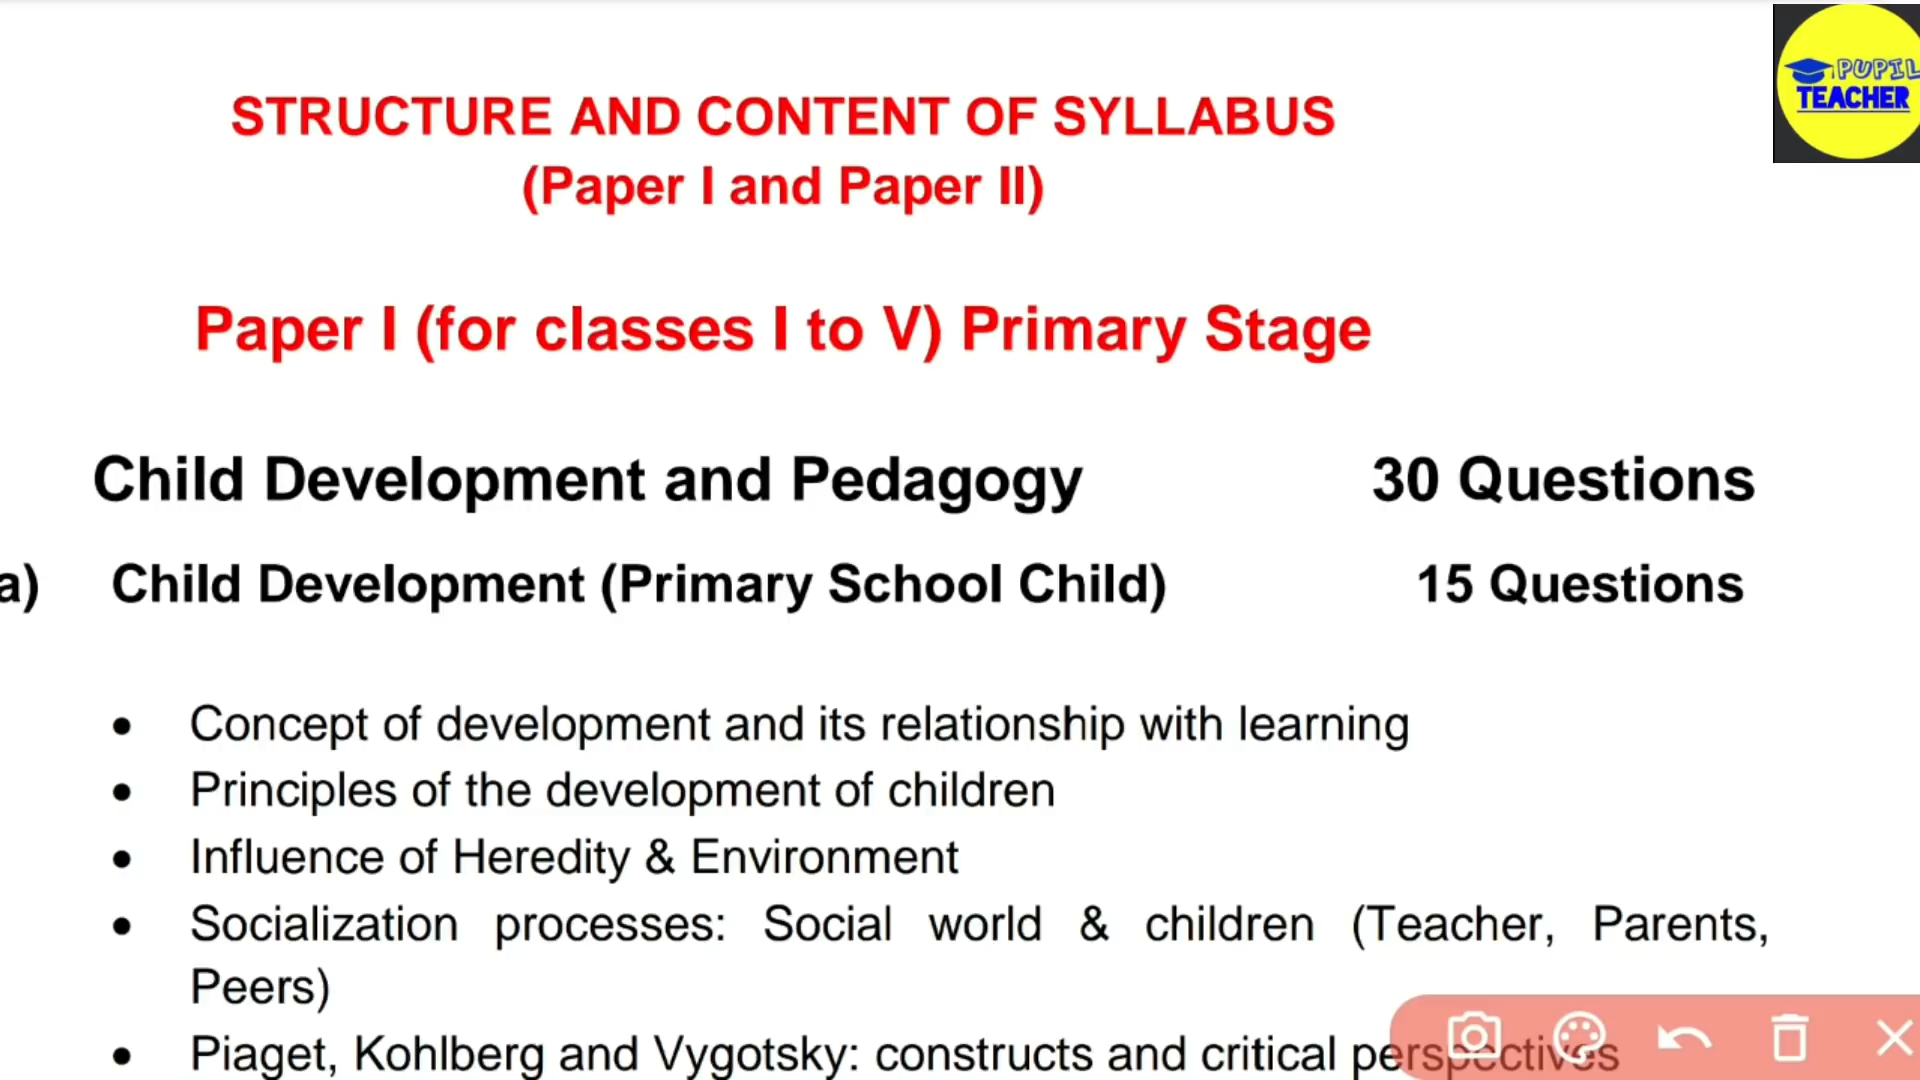 PUPIL
TEACHER
STRUCTURE AND CONTENT OF SYLLABUS
(Paper I and Paper II)
Paper I (for classes I to V) Primary Stage
Child Development and Pedagogy 30 Questions
a) Child Development (Primary School Child) 15 Questions
• Concept of development and its relationship with learning
• Principles of the development of children
• Influence of Heredity & Environment
• Socialization processes: Social world & children (Teacher, Parents,
Peers)
• Piaget, Kohlberg and Vygotsky: constructs and critical perspectives